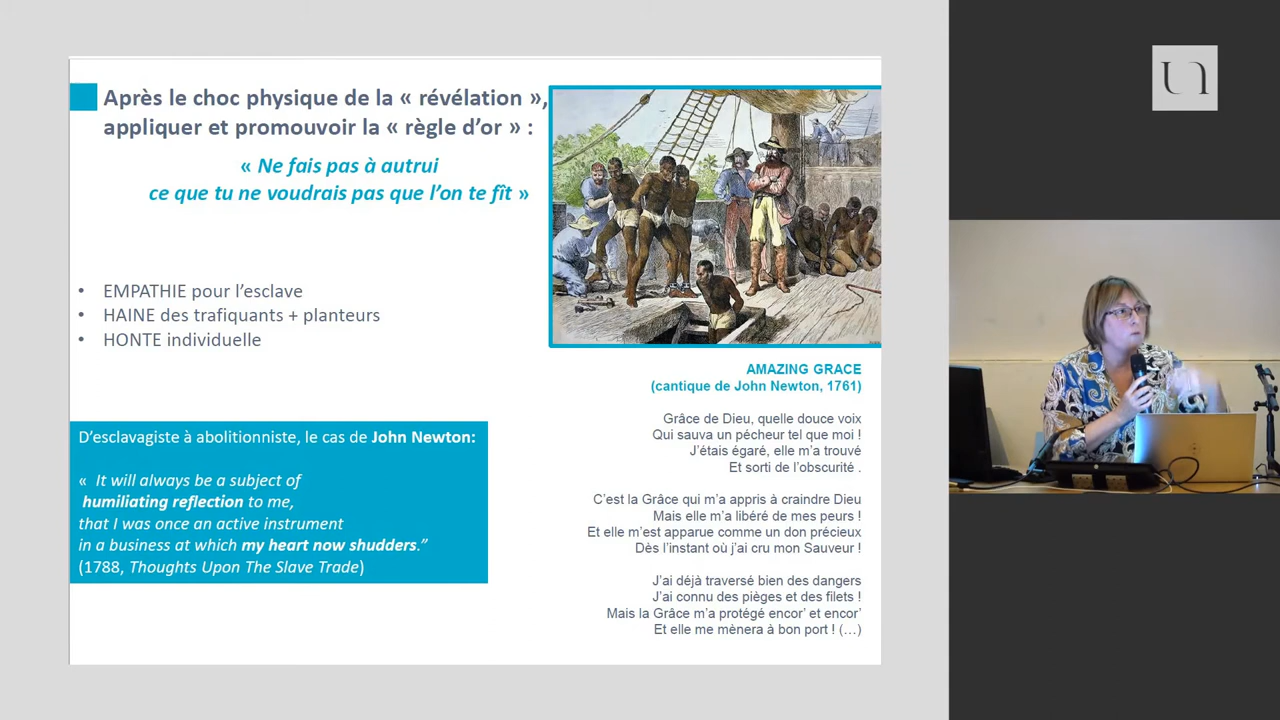 Après le choc physique de la « révélation »,
appliquer et promouvoir la « règle d’or » :
« Ne fais pas à autrui
ce que tu ne voudrais pas que l’on te fît »
• EMPATHIE pour l’esclave
• HAINE des trafiquants + planteurs
• HONTE individuelle
D’esclavagiste à abolitionniste, le cas de John Newton:
« It will always be a subject of
humiliating reflection to me,
that I was once an active instrument
in a business at which my heart now shudders.”
(1788, Thoughts Upon The Slave Trade)
AMAZING GRACE
(cantique de John Newton, 1761)
Grâce de Dieu, quelle douce voix
Qui sauva un pécheur tel que moi !
J’étais égaré, elle m’a trouvé
Et sorti de l’obscurité .
C’est la Grâce qui m’a appris à craindre Dieu
Mais elle m’a libéré de mes peurs !
Et elle m’est apparue comme un don précieux
Dès l’instant où j’ai cru mon Sauveur !
J’ai déjà traversé bien des dangers
J’ai connu des pièges et des filets !
Mais la Grâce m’a protégé encor’ et encor’
Et elle me mènera à bon port ! (…)